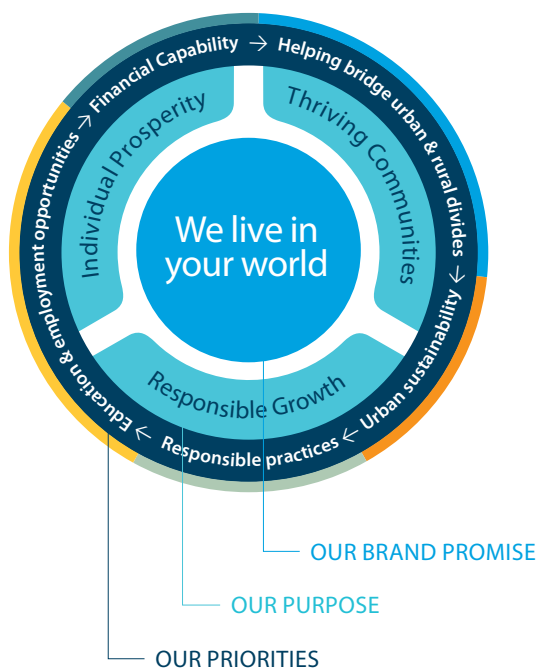 Financial Capability →
Helping bridge urban & rural divides →
Urban sustainability →
Responsible practices →
Education & employment opportunities →
Individual Prosperity
Thriving Communities
Responsible Growth
We live in
your world
OUR BRAND PROMISE
OUR PURPOSE
OUR PRIORITIES